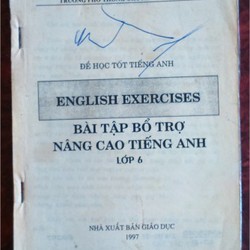 ĐỂ HỌC TỐT TIẾNG ANH
ENGLISH EXERCISES
BÀI TẬP BỔ TRỢ
NÂNG CAO TIẾNG ANH
LỚP 6
NHÀ XUẤT BẢN GIÁO DỤC
1997